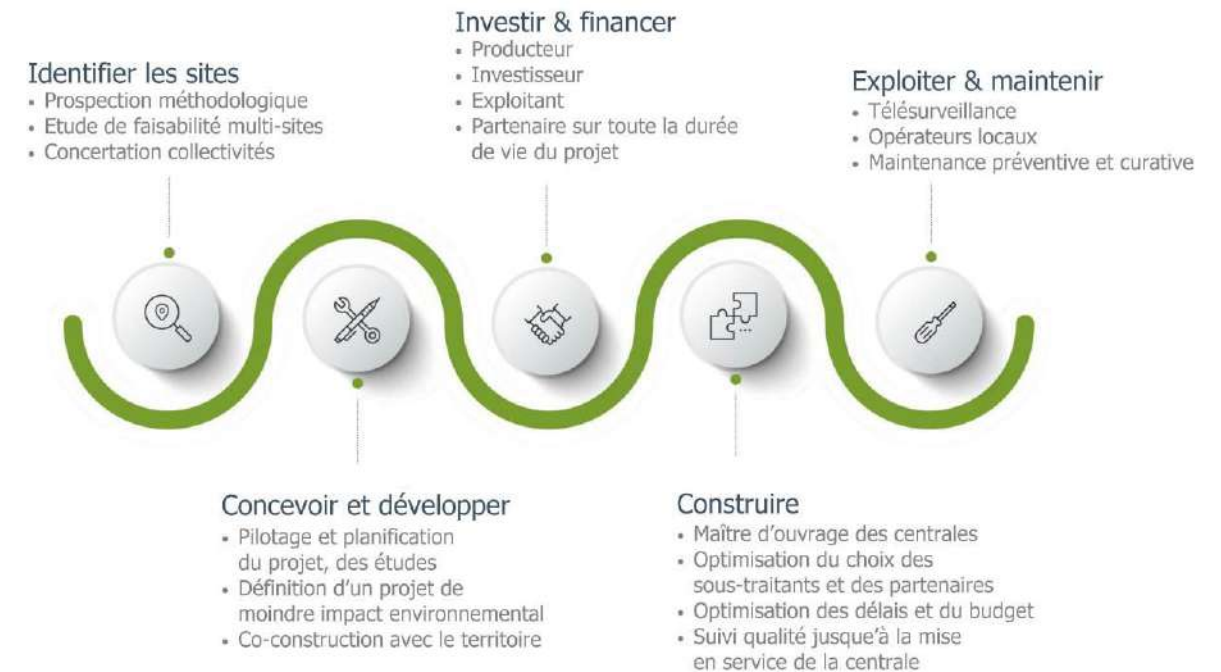 Identifier les sites
• Prospection méthodologique
• Etude de faisabilité multi-sites
• Concertation collectivités
Concevoir et développer
• Pilotage et planification
du projet, des études
• Définition d'un projet de
moindre impact environnemental
• Co-construction avec le territoire
Investir & financer
• Producteur
• Investisseur
• Exploitant
• Partenaire sur toute la durée
de vie du projet
Construire
• Maître d'ouvrage des centrales
• Optimisation du choix des
sous-traitants et des partenaires
• Optimisation des délais et du budget
• Suivi qualité jusque'à la mise
en service de la centrale
Exploiter & maintenir
• Télésurveillance
• Opérateurs locaux
• Maintenance préventive et curative